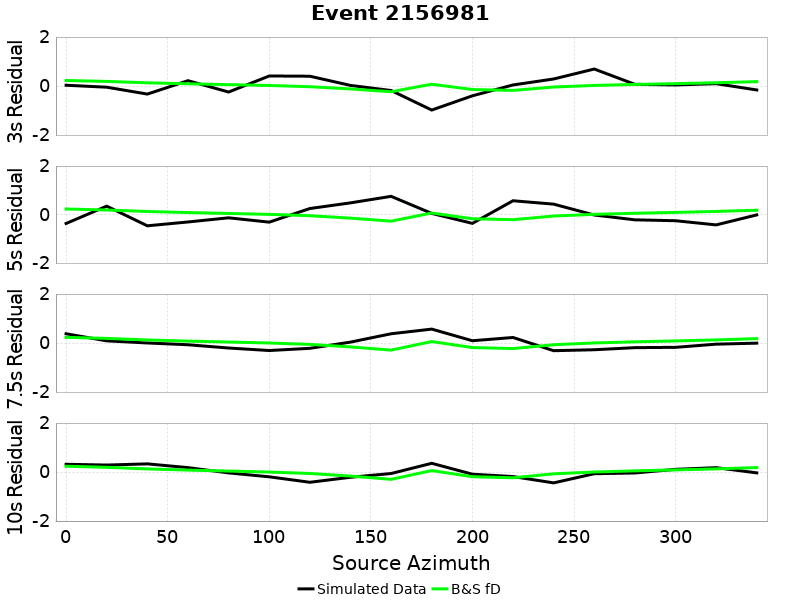 Event 2156981
2
0
-2
3s Residual
2
0
-2
5s Residual
2
0
-2
7.5s Residual
2
0
-2
10s Residual
0 50 100 150 200 250 300
Source Azimuth
Simulated Data B&S fD